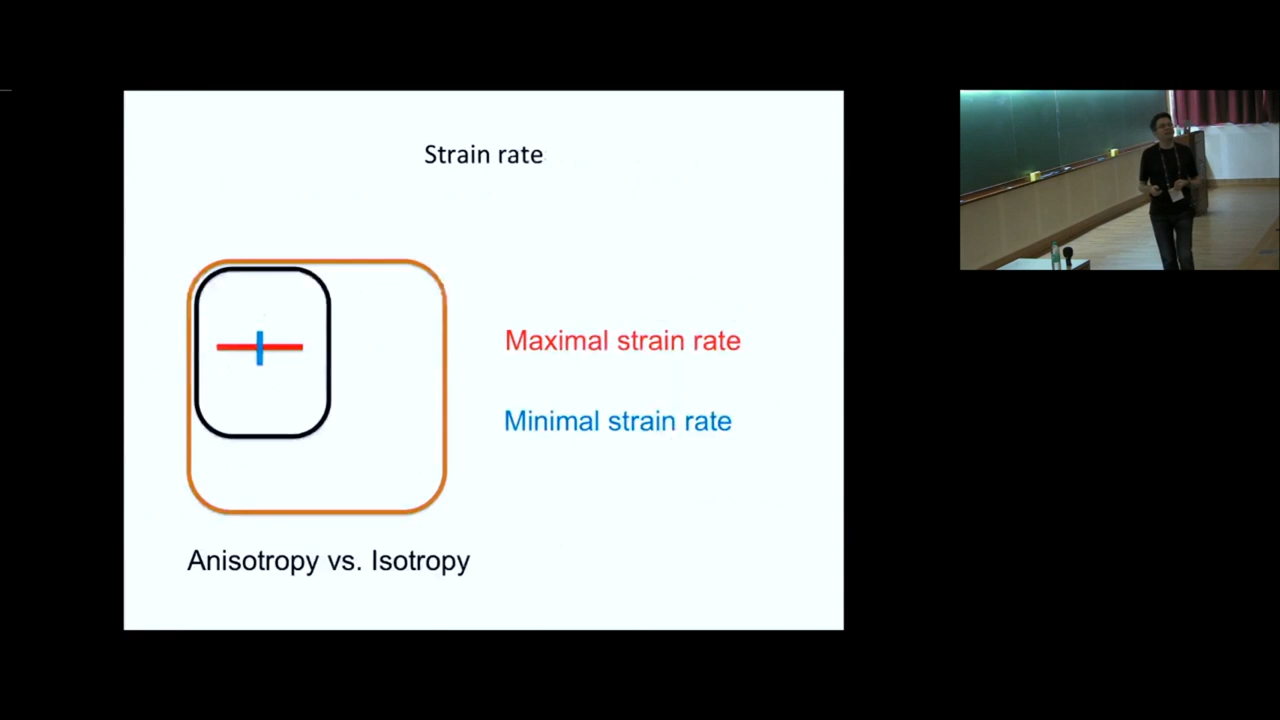 Strain rate
Maximal strain rate
Minimal strain rate
Anisotropy vs. Isotropy